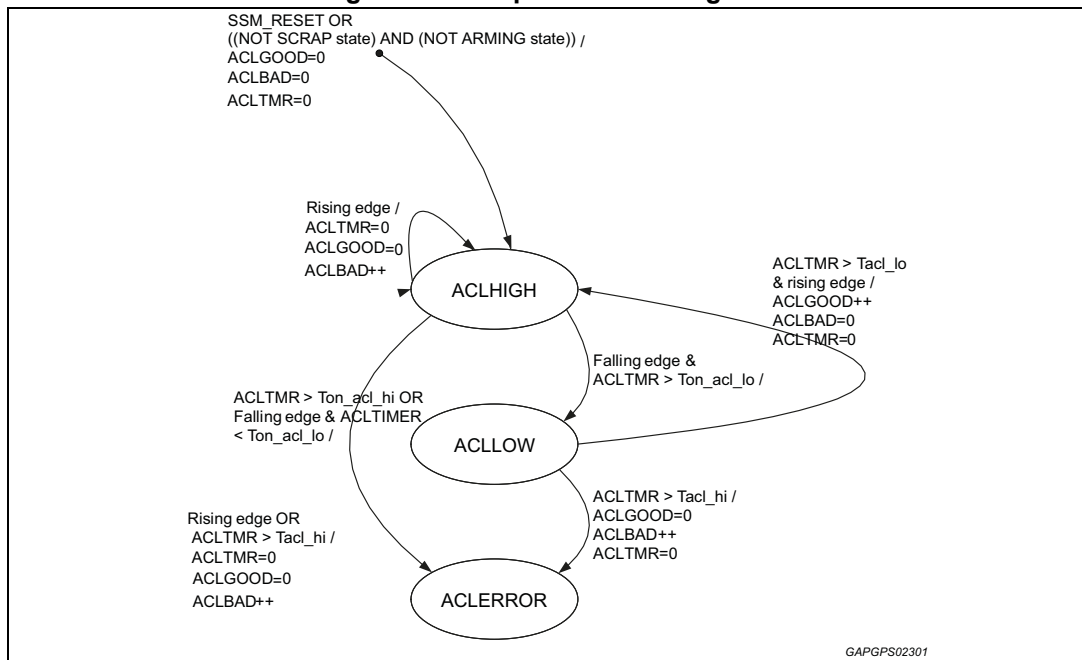 SSM_RESET OR
((NOT SCRAP state) AND (NOT ARMING state)) /
ACLGOOD=0
ACLBAD=0
ACLTMR=0
Rising edge /
ACLTMR=0
ACLGOOD=0
ACLBAD++
ACLHIGH
ACLTMR > Tacl_lo
& rising edge /
ACLGOOD++
ACLBAD=0
ACLTMR=0
Falling edge &
ACLTMR > Ton_acl_lo /
ACLTMR > Ton_acl_hi OR
Falling edge & ACLTIMER
< Ton_acl_lo /
ACLLOW
ACLTMR > Tacl_hi /
ACLGOOD=0
ACLBAD++
ACLTMR=0
Rising edge OR
ACLTMR > Tacl_hi /
ACLTMR=0
ACLGOOD=0
ACLBAD++
ACLERROR
GAPGPS02301